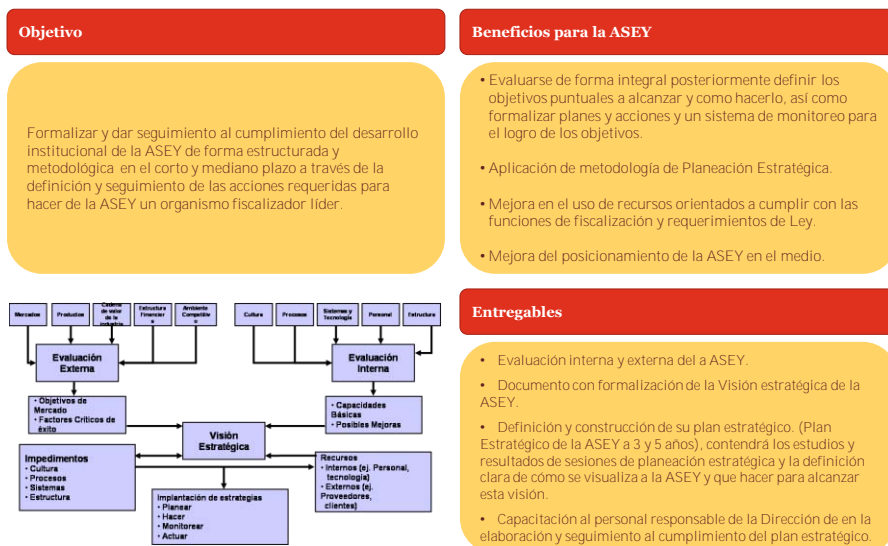 Objetivo
Formalizar y dar seguimiento al cumplimiento del desarrollo
institucional de la ASEY de forma estructurada y
metodológica en el corto y mediano plazo a través de la
definición y seguimiento de las acciones requeridas para
hacer de la ASEY un organismo fiscalizador líder.
Beneficios para la ASEY
• Evaluarse de forma integral posteriormente definir los
objetivos puntuales a alcanzar y como hacerlo, así como
formalizar planes y acciones y un sistema de monitoreo para
el logro de los objetivos.
• Aplicación de metodología de Planeación Estratégica.
• Mejora en el uso de recursos orientados a cumplir con las
funciones de fiscalización y requerimientos de Ley.
• Mejora del posicionamiento de la ASEY en el medio.
Mercados
Productos
Cadena
de valor
de la
industria
Estructura
Financier
a
Ambiente
Competitiv
o
Cultura
Procesos
Sistemas y
Tecnología
Personal
Estructura
Evaluación
Externa
Evaluación
Interna
• Objetivos de
Mercado
• Factores Críticos de
éxito
• Capacidades
Básicas
• Posibles Mejoras
Visión
Estratégica
Impedimentos
• Cultura
• Procesos
• Sistemas
• Estructura
Recursos
• Internos (ej. Personal,
tecnología)
• Externos (ej.
Proveedores,
clientes)
Implantación de estrategias
• Planear
• Hacer
• Monitorear
• Actuar
Entregables
• Evaluación interna y externa del a ASEY.
• Documento con formalización de la Visión estratégica de la
ASEY.
• Definición y construcción de su plan estratégico. (Plan
Estratégico de la ASEY a 3 y 5 años), contendrá los estudios y
resultados de sesiones de planeación estratégica y la definición
clara de cómo se visualiza a la ASEY y que hacer para alcanzar
esta visión.
• Capacitación al personal responsable de la Dirección de en la
elaboración y seguimiento al cumplimiento del plan estratégico.